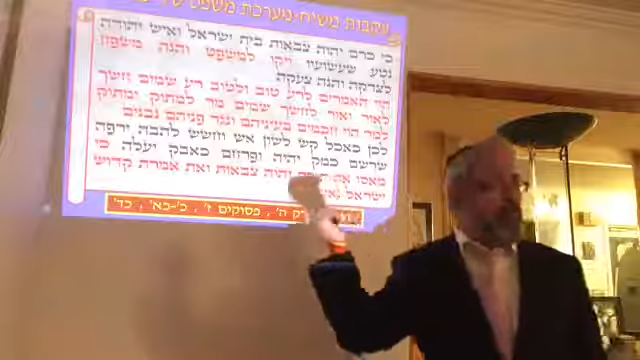 עקבות משיח-מערכת משפט
כי כרם יהוה צבאות בית ישראל ואיש יהודה
נטע שעשועיו ויקו למשפט והנה משפח
לצדקה והנה צעקה
הוי האמרים לרע טוב ולטוב רע שמים חשך
לאור ואור לחשך שמים מר למתוק ומתוק
למר הוי חכמים בעיניהם ונגד פניהם נבנים
לכן כאכל קש לשון אש וחשש להבה ירפה
שרשם כמק יהיה ופרחם כאבק יעלה כי
מאסו את יהוה צבאות ואת אמרת קדוש
ישראל
ה', פסוקים ז', כ'-כא', כד'